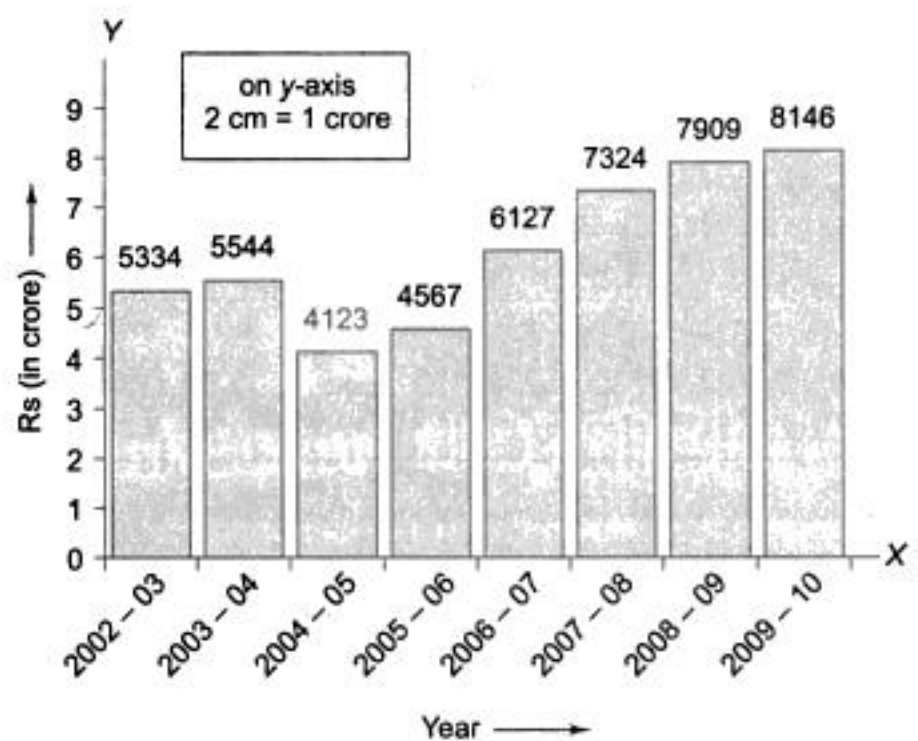 Y
on y-axis
2 cm = 1 crore
9
8
7
6
5
4
3
2
1
0
Rs (in crore)
5334
5544
4123
4567
6127
7324
7909
8146
X
2002 – 03
2003 – 04
2004 – 05
2005 – 06
2006 – 07
2007 – 08
2008 – 09
2009 – 10
Year